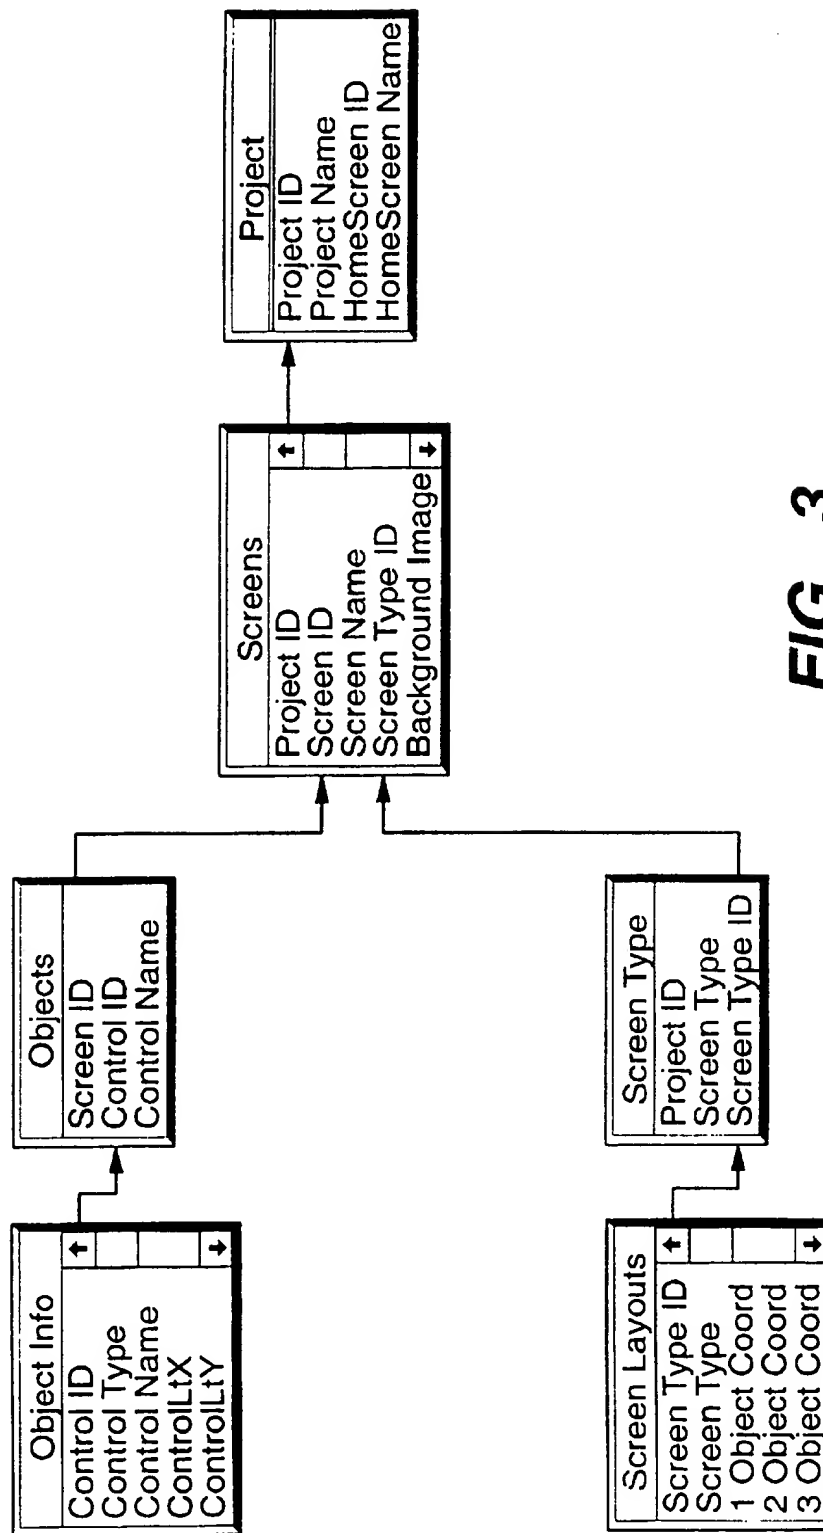 Object Info
Control ID
Control Type
Control Name
ControlLtX
ControlLtY
Objects
Screen ID
Control ID
Control Name
Screens
Project ID
Screen ID
Screen Name
Screen Type ID
Background Image
Project
Project ID
Project Name
HomeScreen ID
HomeScreen Name
Screen Layouts
Screen Type ID
Screen Type
1 Object Coord
2 Object Coord
3 Object Coord
Screen Type
Project ID
Screen Type
Screen Type ID
FIG._3